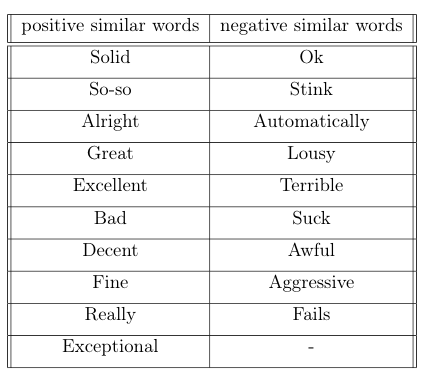 positive similar words negative similar words
Solid Ok
So-so Stink
Alright Automatically
Great Lousy
Excellent Terrible
Bad Suck
Decent Awful
Fine Aggressive
Really Fails
Exceptional -